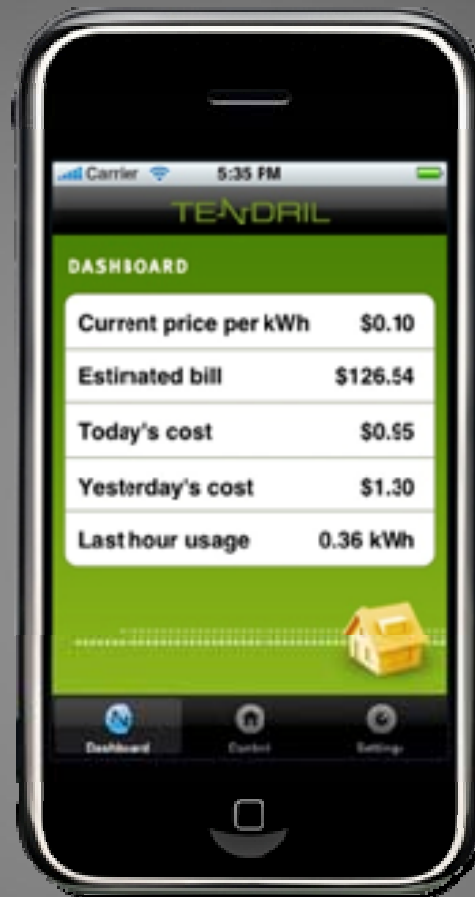 Carrier 5:35 PM
TENDRIL
DASHBOARD
Current price per kWh $0.10
Estimated bill $126.54
Today's cost $0.95
Yesterday's cost $1.30
Last hour usage 0.36 kWh
Dashboard Control Settings